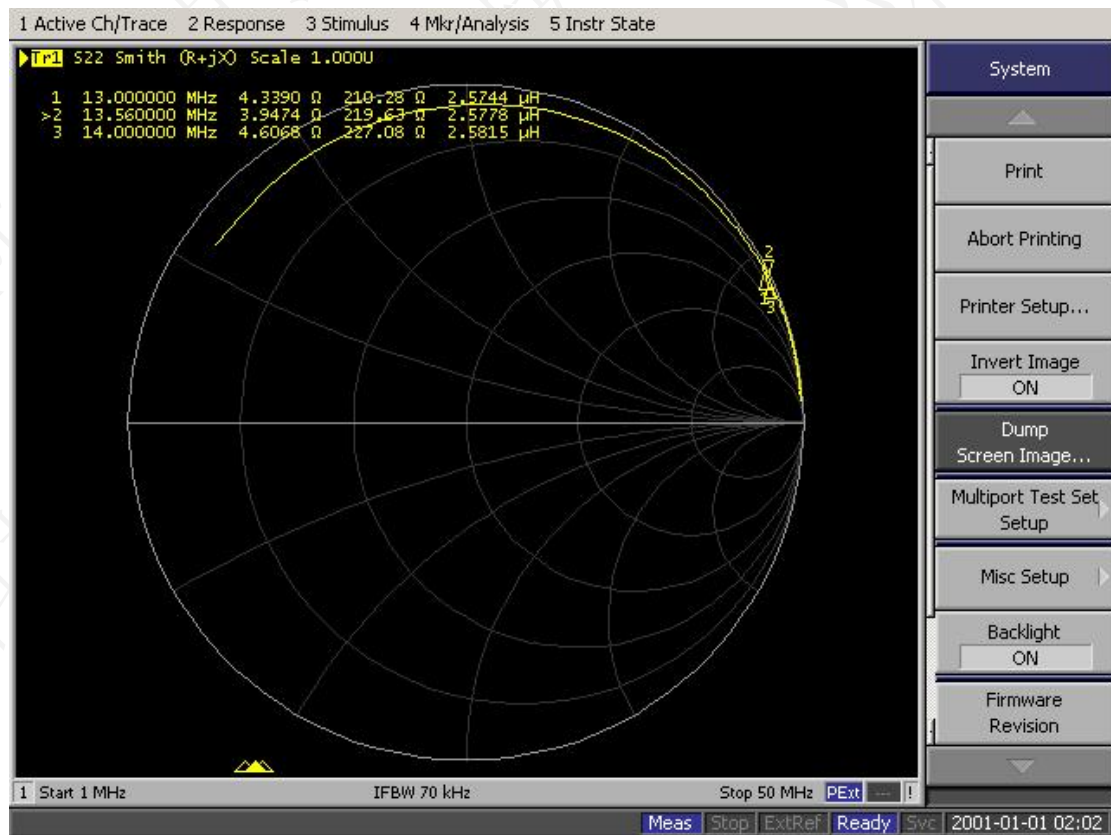 1 Active Ch/Trace 2 Response 3 Stimulus 4 Mkr/Analysis 5 Instr State
Tr1 S22 Smith (R+jX) Scale 1.000U
1 13.000000 MHz 4.3390 Ω 210.28 Ω 2.5744 μH
>2 13.560000 MHz 3.9474 Ω 219.63 Ω 2.5778 μH
3 14.000000 MHz 4.6068 Ω 227.08 Ω 2.5815 μH
2
1
3
System
Print
Abort Printing
Printer Setup...
Invert Image
ON
Dump
Screen Image...
Multiport Test Set
Setup
Misc Setup
Backlight
ON
Firmware
Revision
1 Start 1 MHz IFBW 70 kHz Stop 50 MHz PExt --- !
Meas Stop ExtRef Ready Svc 2001-01-01 02:02